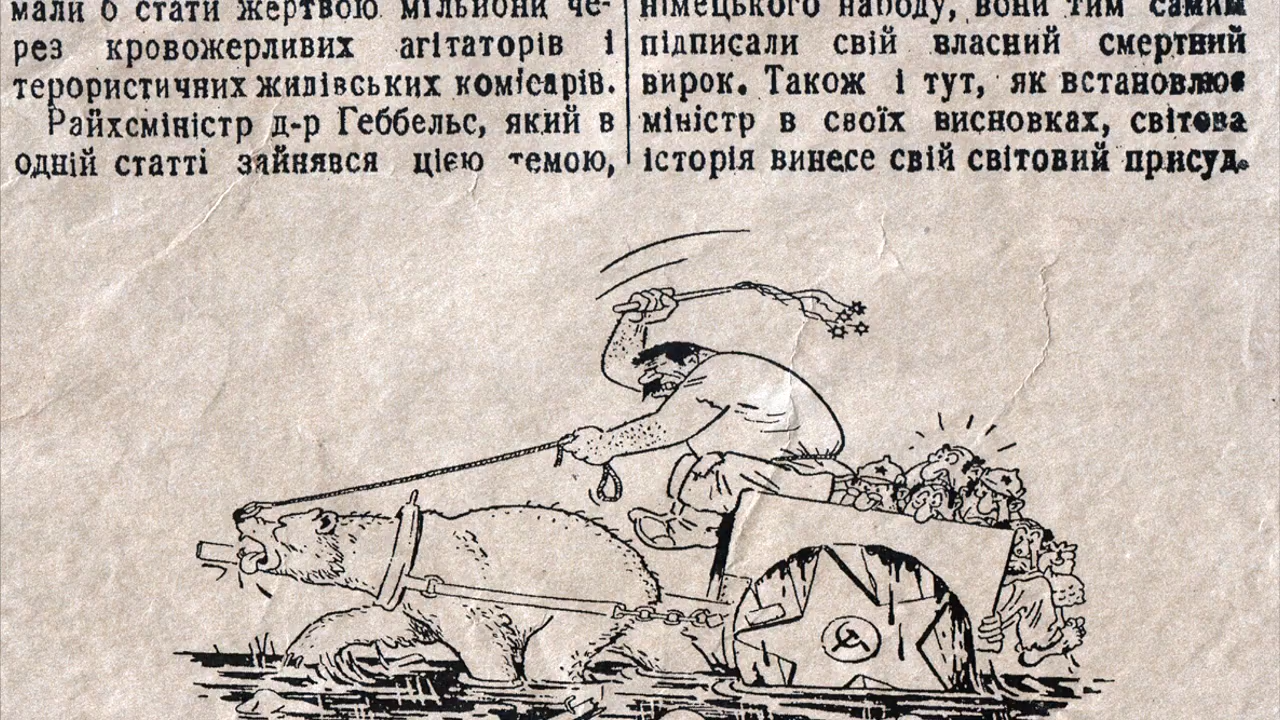 мали б стати жертвою мільйони че-
рез кровожерливих агітаторів і
терористичних жидівських комісарів.
Райхсміністр д-р Геббельс, який в
одній статті зайнявся цією темою,
німецького народу, вони тим самим
підписали свій власний смертний
вирок. Також і тут, як встановлює
міністр в своїх висновках, світова
історія винесе свій світовий присуд.